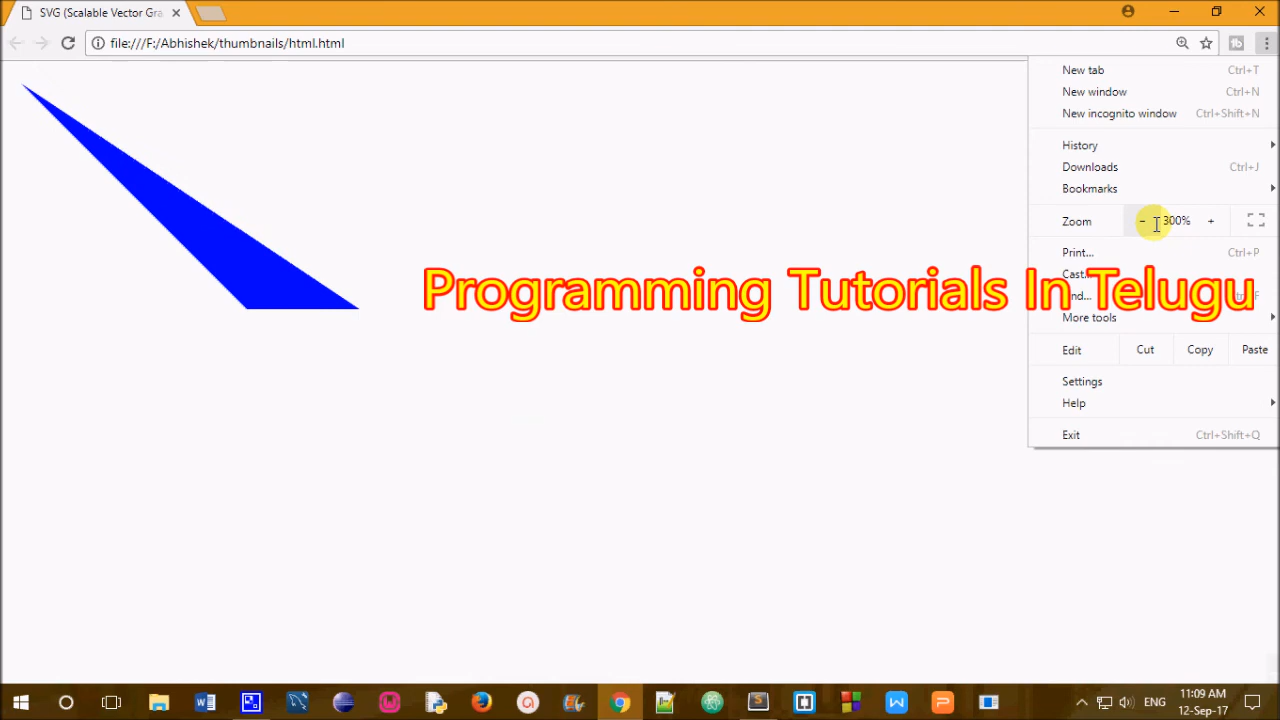 SVG (Scalable Vector Gra
file:///F:/Abhishek/thumbnails/html.html
New tab Ctrl+T
New window Ctrl+N
New incognito window Ctrl+Shift+N
History
Downloads Ctrl+J
Bookmarks
Zoom - 300% +
Print... Ctrl+P
Programming Tutorials In Telugu
More tools
Edit Cut Copy Paste
Settings
Help
Exit Ctrl+Shift+Q
11:09 AM
ENG
12-Sep-17